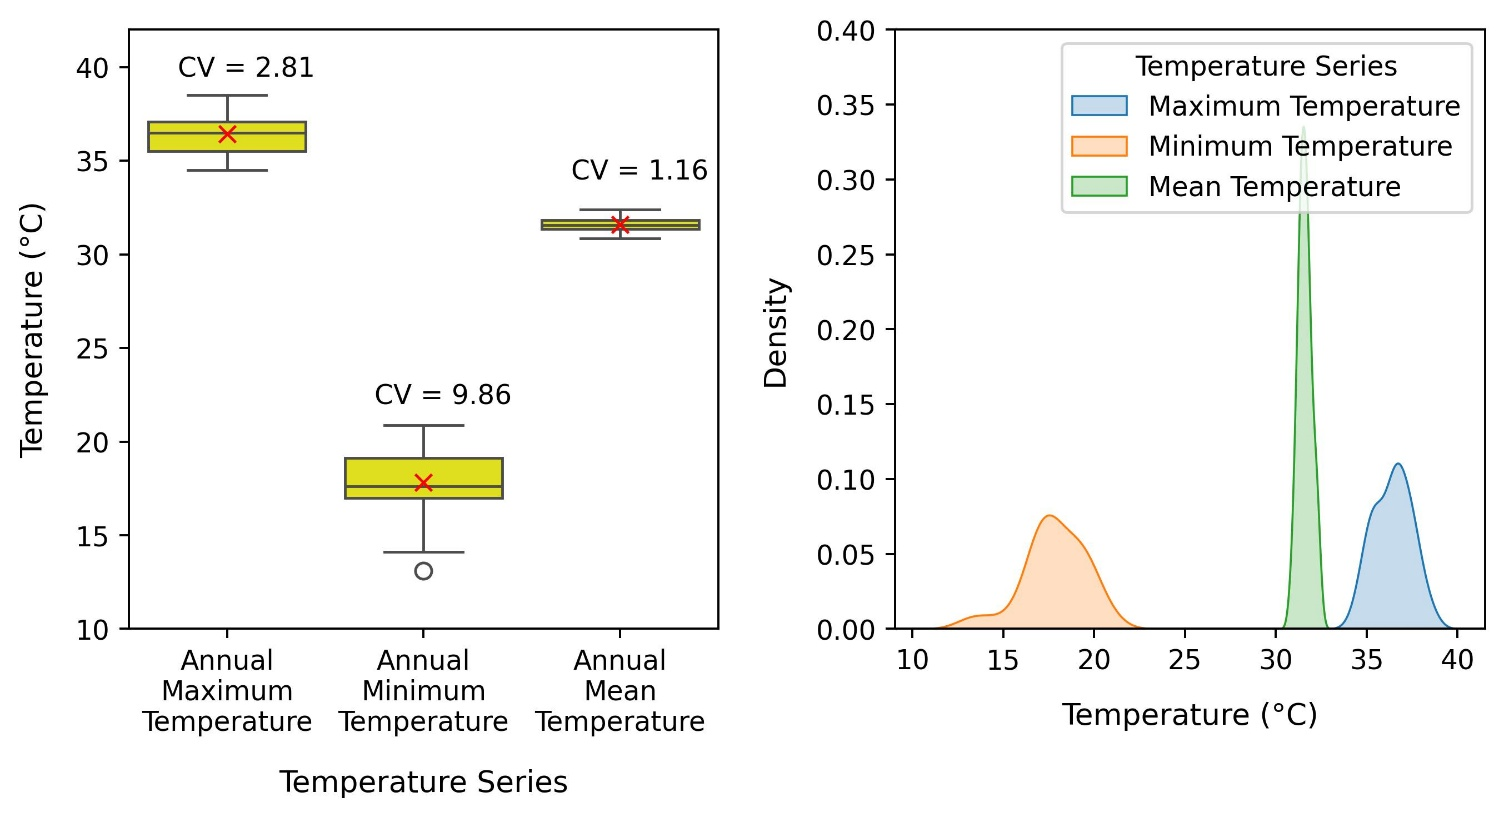 40
35
30
25
20
15
10
Temperature (°C)
CV = 2.81
CV = 9.86
CV = 1.16
Annual
Maximum
Temperature
Annual
Minimum
Temperature
Annual
Mean
Temperature
Temperature Series
0.40
0.35
0.30
0.25
0.20
0.15
0.10
0.05
0.00
Density
Temperature Series
Maximum Temperature
Minimum Temperature
Mean Temperature
10 15 20 25 30 35 40
Temperature (°C)